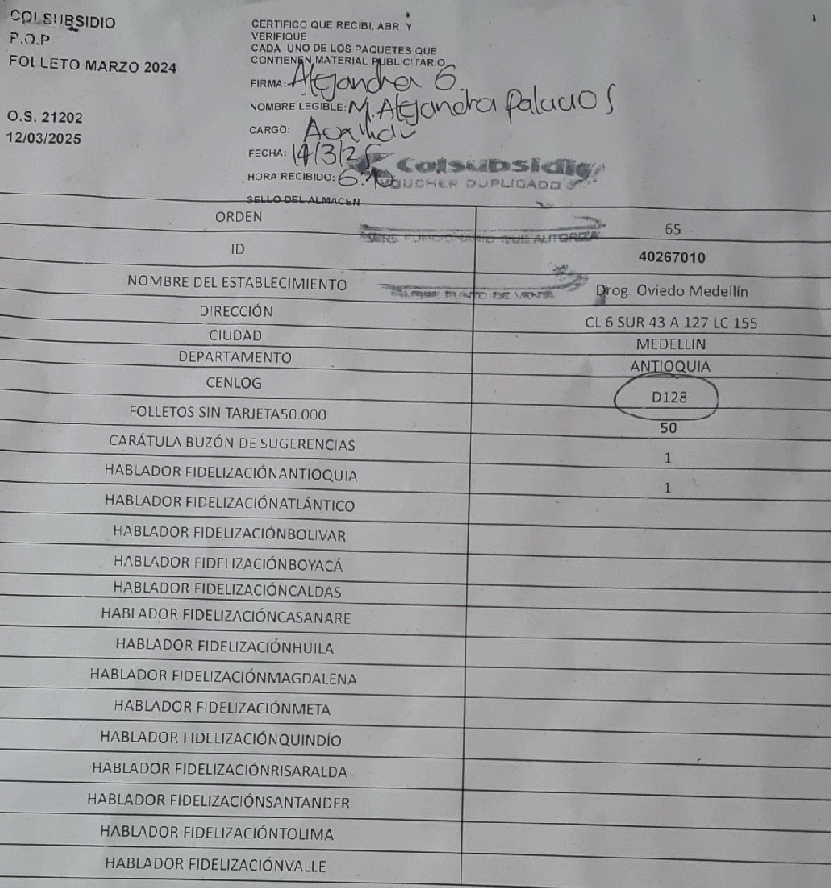 COLSUBSIDIO
P.O.P
FOLLETO MARZO 2024
O.S. 21202
12/03/2025
CERTIFICO QUE RECIBI, ABRI Y
VERIFIQUE
CADA UNO DE LOS PAQUETES QUE
CONTIENEN MATERIAL PUBLICITARIO
FIRMA: Alejandra G.
NOMBRE LEGIBLE: M. Alejandra Palacios
CARGO: Auxiliar
FECHA: 14/3/25
HORA RECIBIDO:
SELLO DEL ALMACEN
Colsubsidio
VOUCHER DUPLICADO
ORDEN 65
ID 40267010
NOMBRE DEL ESTABLECIMIENTO Drog. Oviedo Medellín
DIRECCIÓN CL 6 SUR 43 A 127 LC 155
CIUDAD MEDELLIN
DEPARTAMENTO ANTIOQUIA
CENLOG D128
FOLLETOS SIN TARJETA50.000 50
CARÁTULA BUZÓN DE SUGERENCIAS 1
HABLADOR FIDELIZACIÓNANTIOQUIA 1
HABLADOR FIDELIZACIÓNATLÁNTICO
HABLADOR FIDELIZACIÓNBOLIVAR
HABLADOR FIDELIZACIÓNBOYACÁ
HABLADOR FIDELIZACIÓNCALDAS
HABLADOR FIDELIZACIÓNCASANARE
HABLADOR FIDELIZACIÓNHUILA
HABLADOR FIDELIZACIÓNMAGDALENA
HABLADOR FIDELIZACIÓNMETA
HABLADOR FIDELIZACIÓNQUINDÍO
HABLADOR FIDELIZACIÓNRISARALDA
HABLADOR FIDELIZACIÓNSANTANDER
HABLADOR FIDELIZACIÓNTOLIMA
HABLADOR FIDELIZACIÓNVALLE